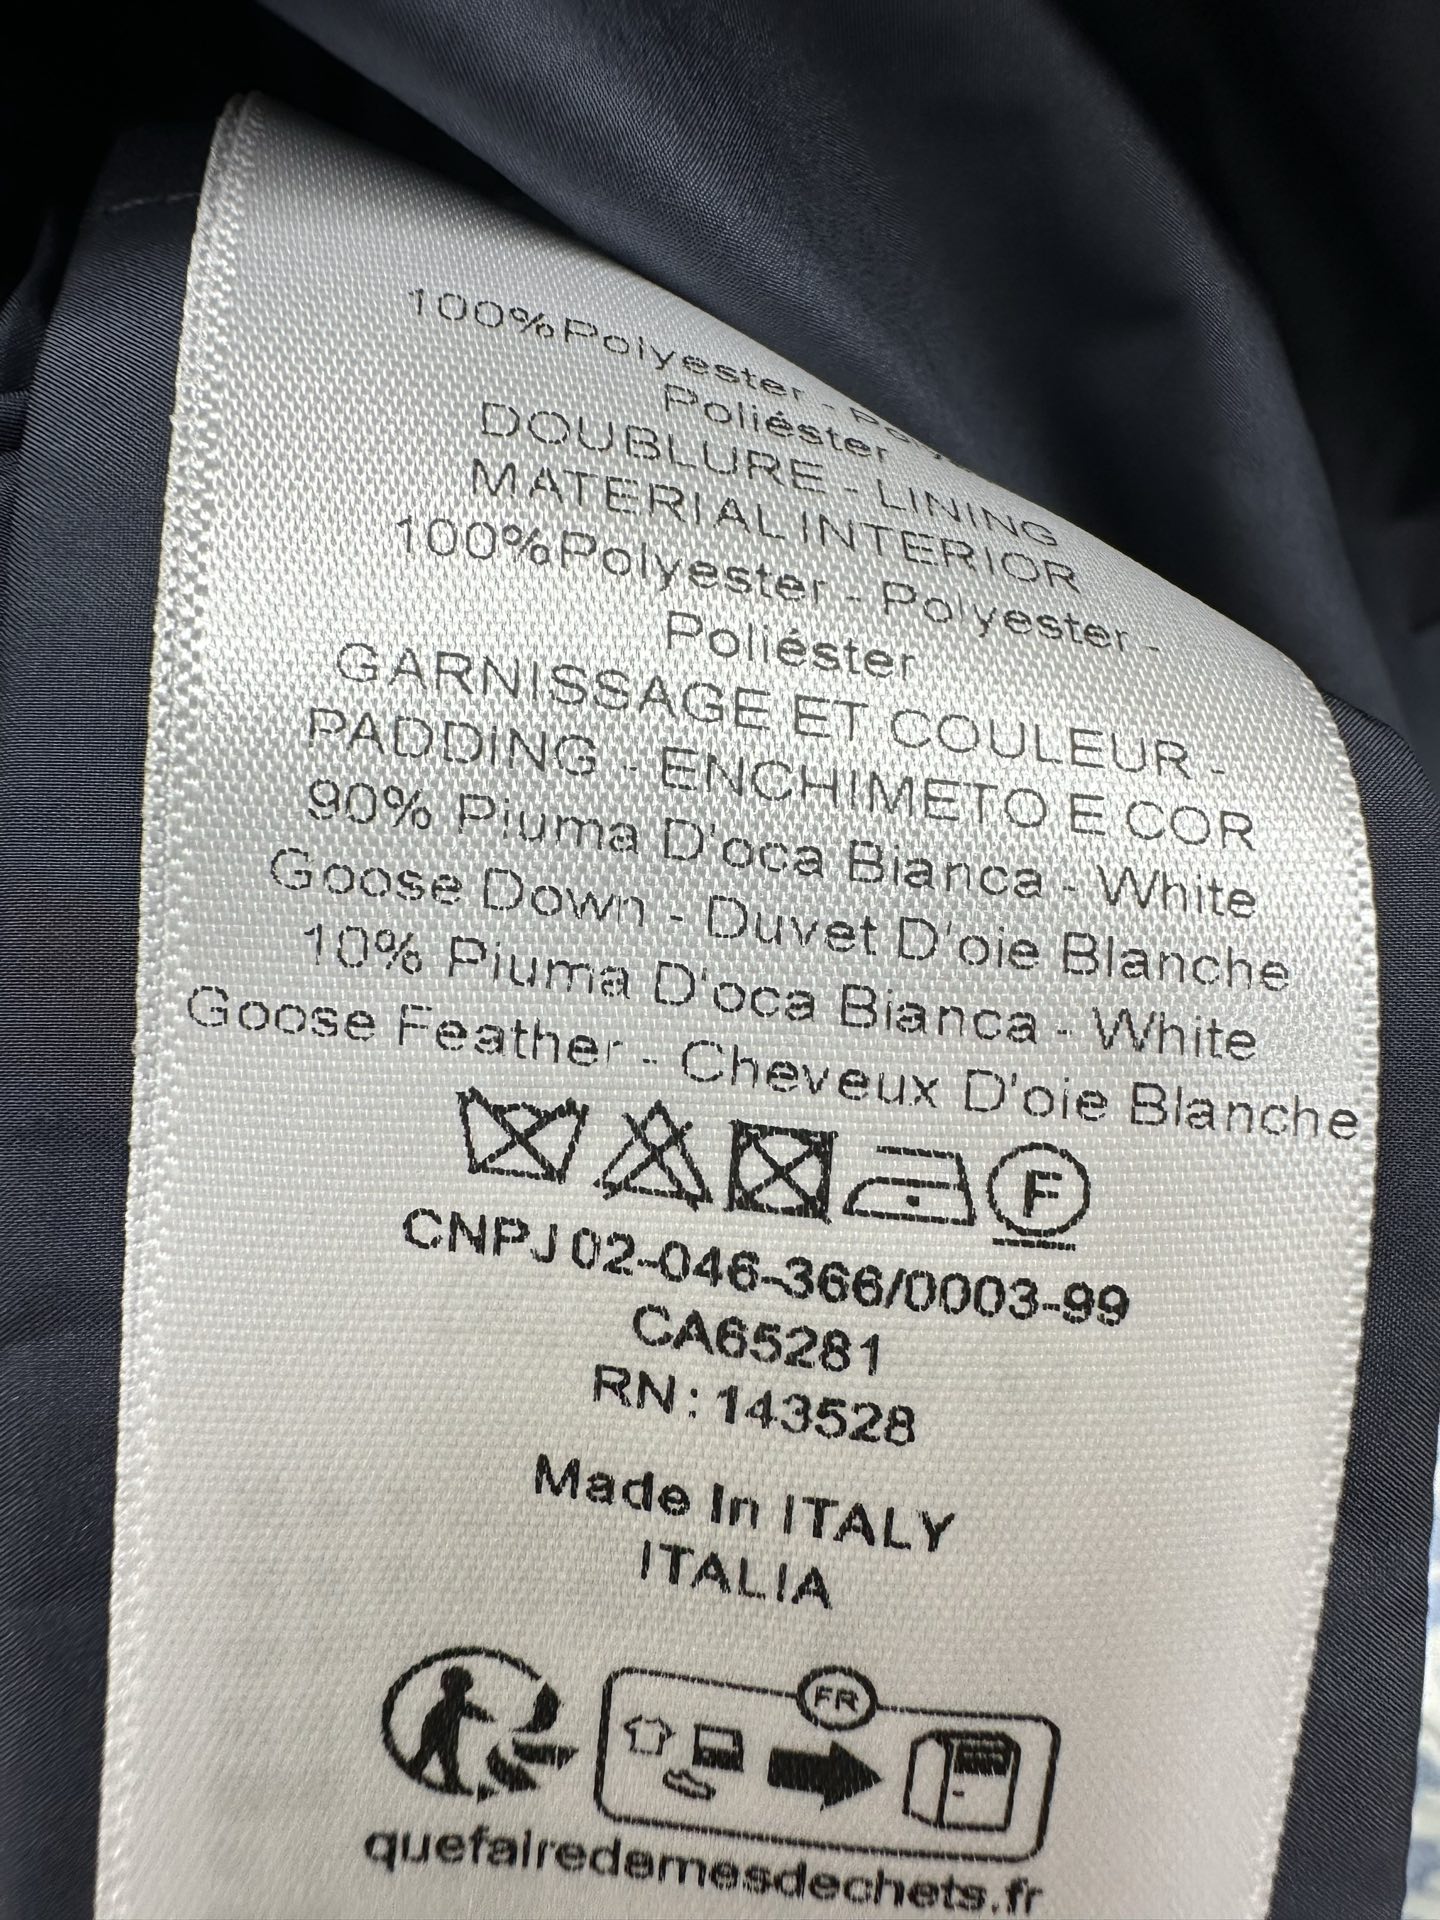 100%Polyester -
Poliéster
DOUBLURE - LINING
MATERIAL INTERIOR
100%Polyester - Polyester -
Poliéster
GARNISSAGE ET COULEUR -
PADDING - ENCHIMETO E COR
90% Piuma D'oca Bianca - White
Goose Down - Duvet D'oie Blanche
10% Piuma D'oca Bianca - White
Goose Feather - Cheveux D'oie Blanche
F
CNPJ 02-046-366/0003-99
CA65281
RN: 143528
Made In ITALY
ITALIA
FR
quefairedemesdechets.fr